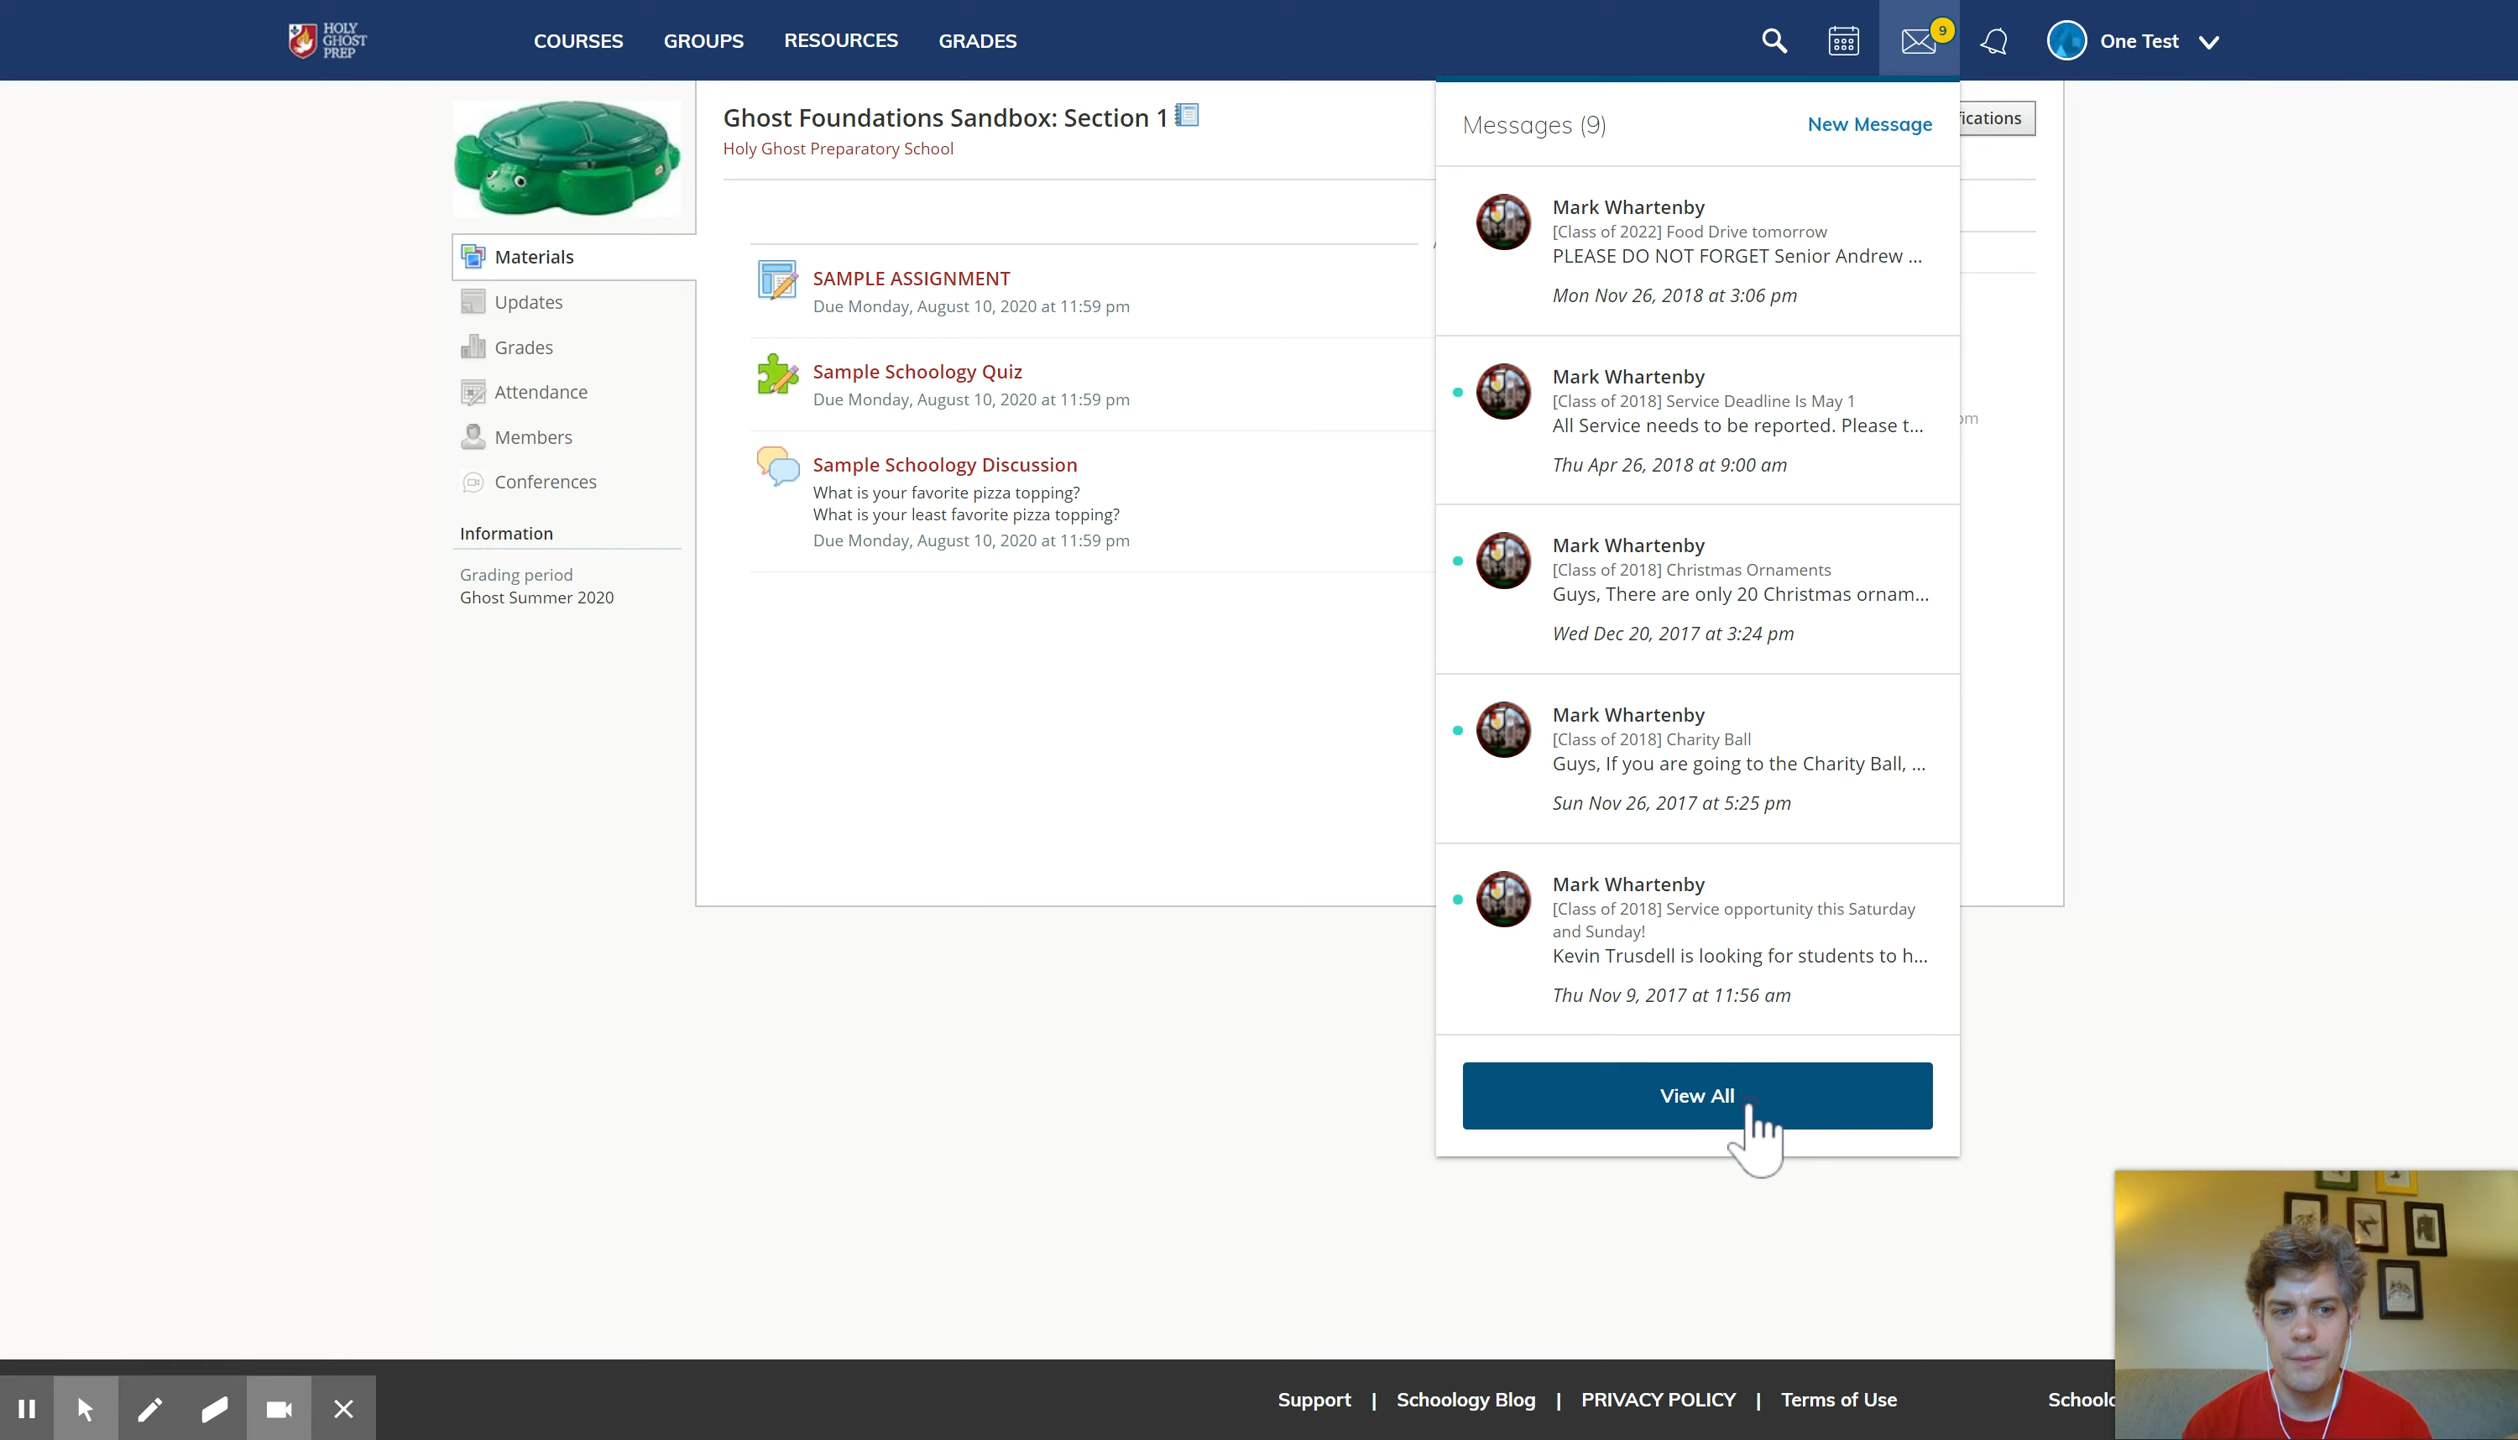 HOLY
GHOST
PREP
COURSES GROUPS RESOURCES GRADES
9
One Test
Ghost Foundations Sandbox: Section 1
Holy Ghost Preparatory School
Materials
Updates
Grades
Attendance
Members
Conferences
Information
Grading period
Ghost Summer 2020
SAMPLE ASSIGNMENT
Due Monday, August 10, 2020 at 11:59 pm
Sample Schoology Quiz
Due Monday, August 10, 2020 at 11:59 pm
Sample Schoology Discussion
What is your favorite pizza topping?
What is your least favorite pizza topping?
Due Monday, August 10, 2020 at 11:59 pm
Messages (9) New Message
Mark Whartenby
[Class of 2022] Food Drive tomorrow
PLEASE DO NOT FORGET Senior Andrew ...
Mon Nov 26, 2018 at 3:06 pm
Mark Whartenby
[Class of 2018] Service Deadline Is May 1
All Service needs to be reported. Please t...
Thu Apr 26, 2018 at 9:00 am
Mark Whartenby
[Class of 2018] Christmas Ornaments
Guys, There are only 20 Christmas ornam...
Wed Dec 20, 2017 at 3:24 pm
Mark Whartenby
[Class of 2018] Charity Ball
Guys, If you are going to the Charity Ball, ...
Sun Nov 26, 2017 at 5:25 pm
Mark Whartenby
[Class of 2018] Service opportunity this Saturday
and Sunday!
Kevin Trusdell is looking for students to h...
Thu Nov 9, 2017 at 11:56 am
View All
ications
pm
Support | Schoology Blog | PRIVACY POLICY | Terms of Use
Schoolo